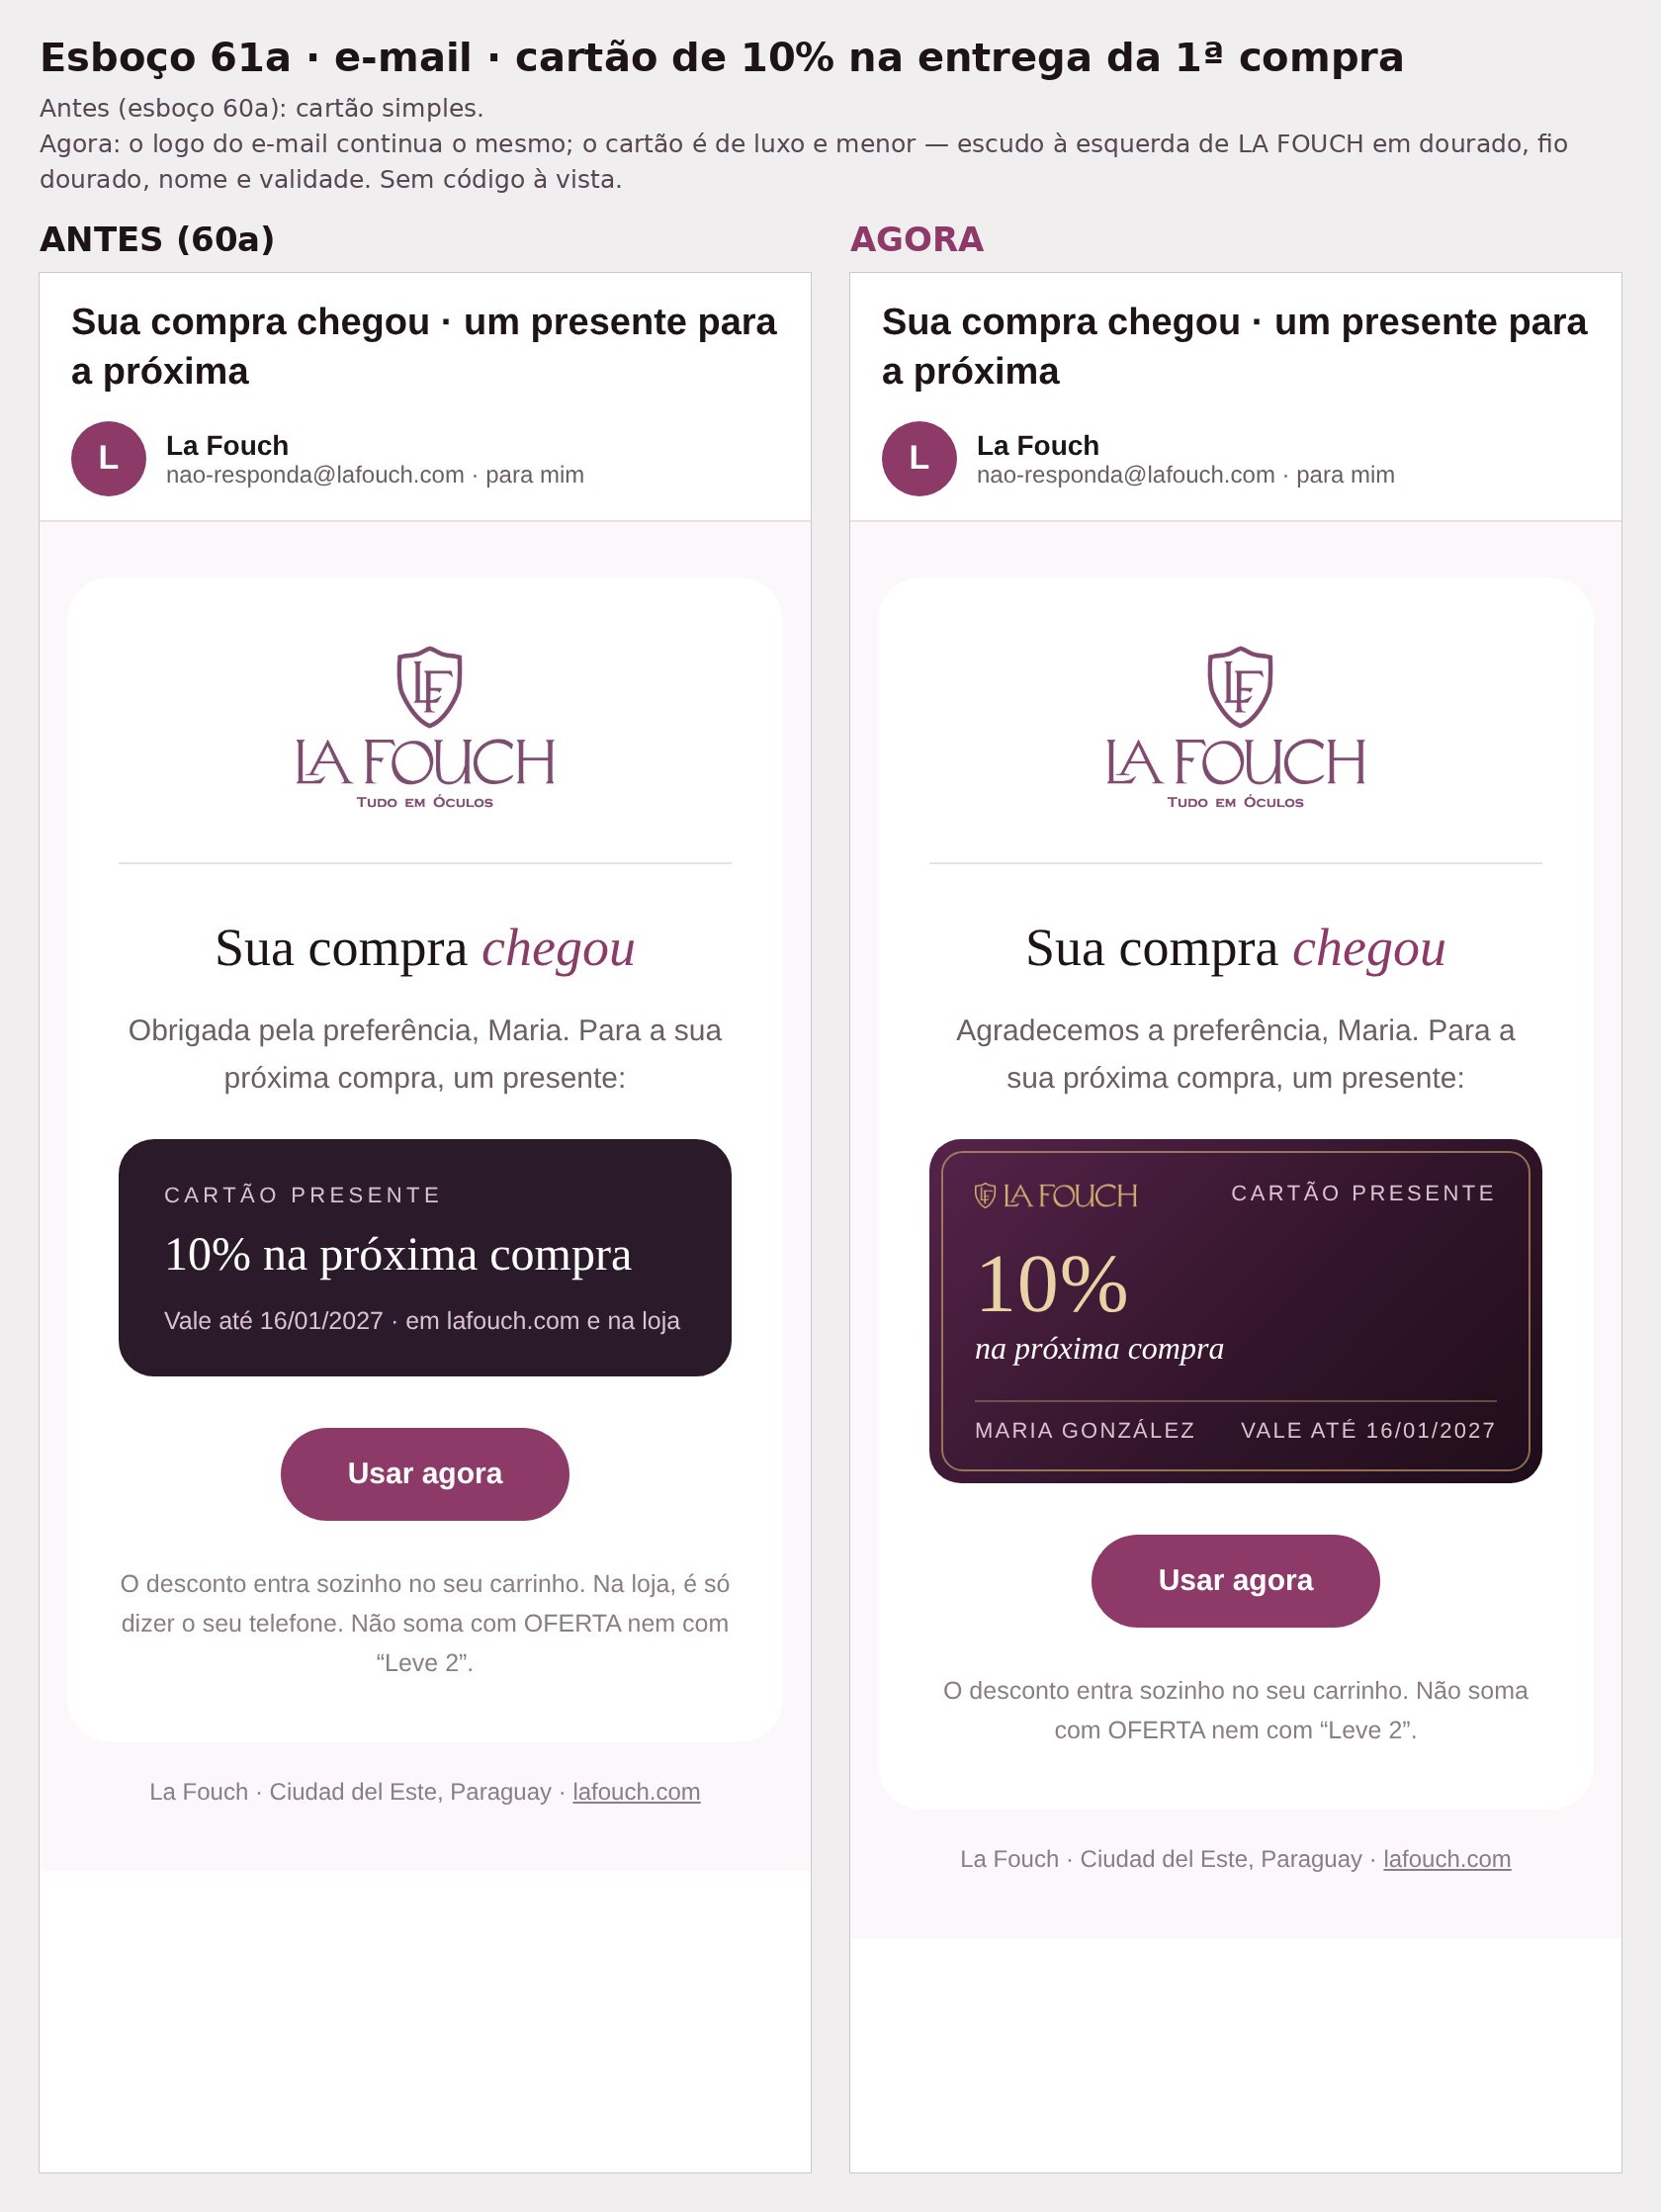 Esboço 61a · e-mail · cartão de 10% na entrega da 1ª compra
Antes (esboço 60a): cartão simples.
Agora: o logo do e-mail continua o mesmo; o cartão é de luxo e menor — escudo à esquerda de LA FOUCH em dourado, fio
dourado, nome e validade. Sem código à vista.
ANTES (60a)
Sua compra chegou · um presente para
a próxima
L
La Fouch
nao-responda@lafouch.com · para mim
LF
LA FOUCH
Tudo em Óculos
Sua compra chegou
Obrigada pela preferência, Maria. Para a sua
próxima compra, um presente:
CARTÃO PRESENTE
10% na próxima compra
Vale até 16/01/2027 · em lafouch.com e na loja
Usar agora
O desconto entra sozinho no seu carrinho. Na loja, é só
dizer o seu telefone. Não soma com OFERTA nem com
“Leve 2”.
La Fouch · Ciudad del Este, Paraguay · lafouch.com
AGORA
Sua compra chegou · um presente para
a próxima
L
La Fouch
nao-responda@lafouch.com · para mim
LF
LA FOUCH
Tudo em Óculos
Sua compra chegou
Agradecemos a preferência, Maria. Para a
sua próxima compra, um presente:
LF LA FOUCH
CARTÃO PRESENTE
10%
na próxima compra
MARIA GONZÁLEZ
VALE ATÉ 16/01/2027
Usar agora
O desconto entra sozinho no seu carrinho. Não soma
com OFERTA nem com “Leve 2”.
La Fouch · Ciudad del Este, Paraguay · lafouch.com